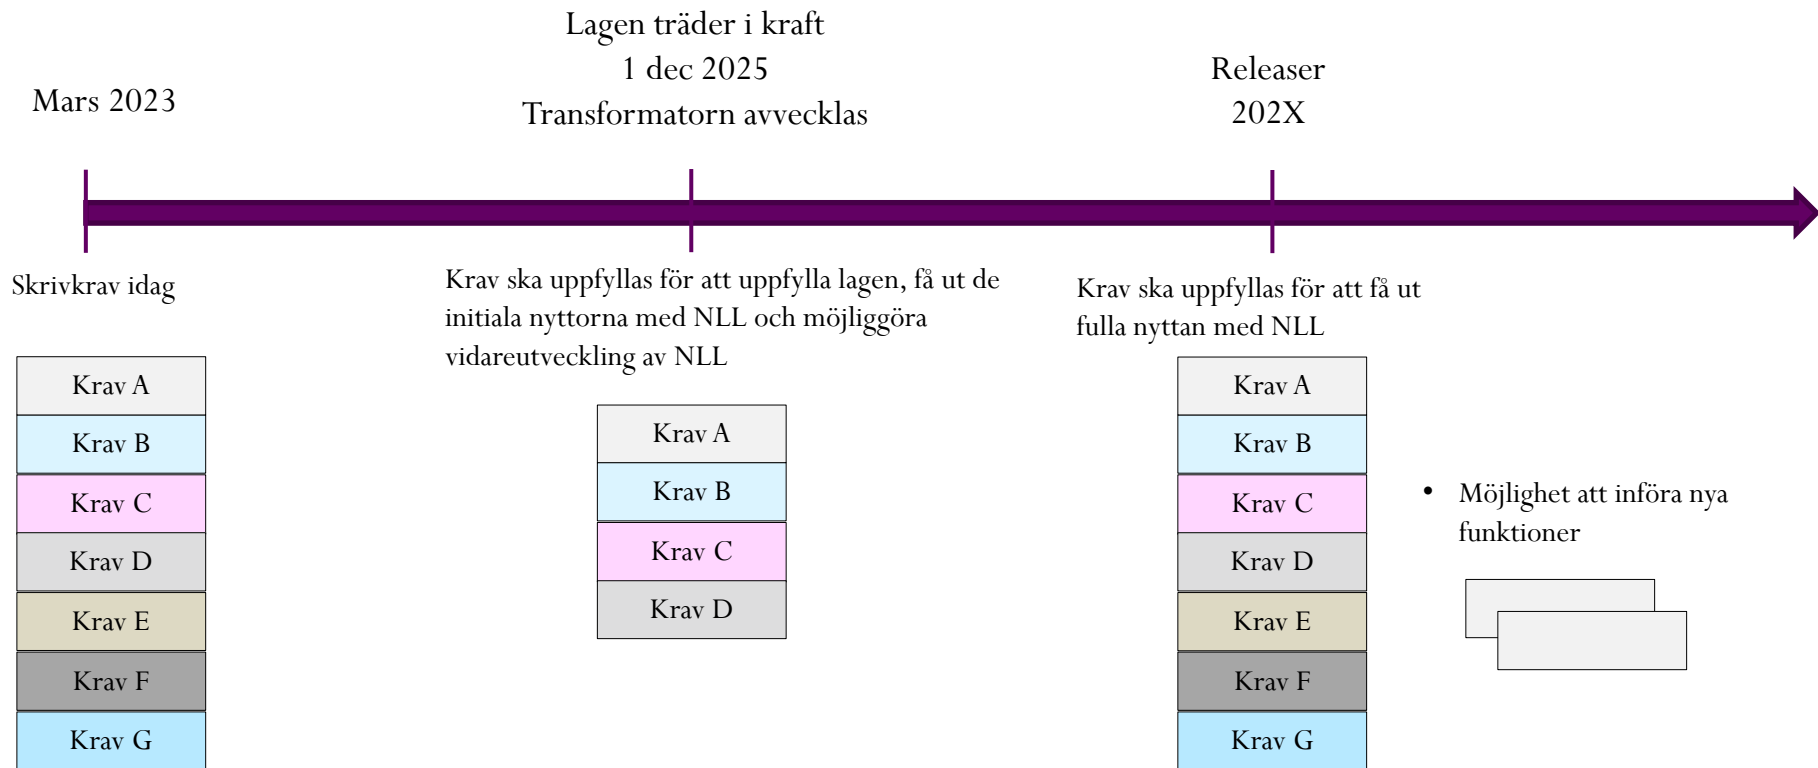 Mars 2023
Lagen träder i kraft
1 dec 2025
Transformatorn avvecklas
Releaser
202X
Skrivkrav idag
Krav A
Krav B
Krav C
Krav D
Krav E
Krav F
Krav G
Krav ska uppfyllas för att uppfylla lagen, få ut de
initiala nyttorna med NLL och möjliggöra
vidareutveckling av NLL
Krav A
Krav B
Krav C
Krav D
Krav ska uppfyllas för att få ut
fulla nyttan med NLL
Krav A
Krav B
Krav C
Krav D
Krav E
Krav F
Krav G
• Möjlighet att införa nya
funktioner